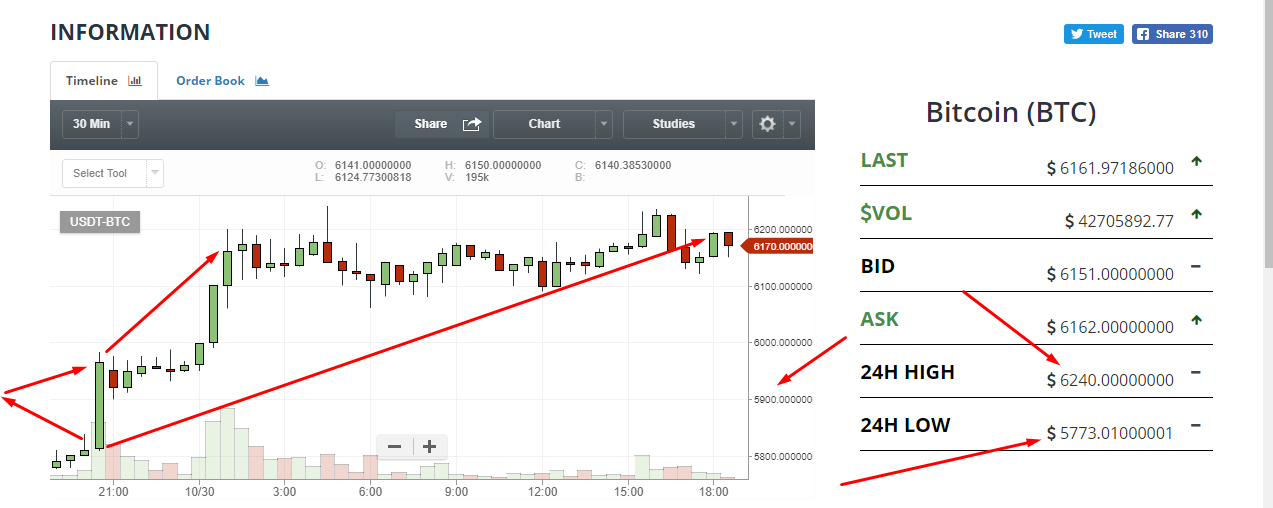 INFORMATION
Tweet
Share 310
Timeline
Order Book
30 Min
Share
Chart
Studies
Select Tool
O: 6141.00000000 H: 6150.00000000 C: 6140.38530000
L: 6124.77300818 V: 195k B:
USDT-BTC
6200.000000
6170.000000
6100.000000
6000.000000
5900.000000
5800.000000
21:00 10/30 3:00 6:00 9:00 12:00 15:00 18:00
Bitcoin (BTC)
LAST $ 6161.97186000
$VOL $ 42705892.77
BID $ 6151.00000000
ASK $ 6162.00000000
24H HIGH $ 6240.00000000
24H LOW $ 5773.01000001